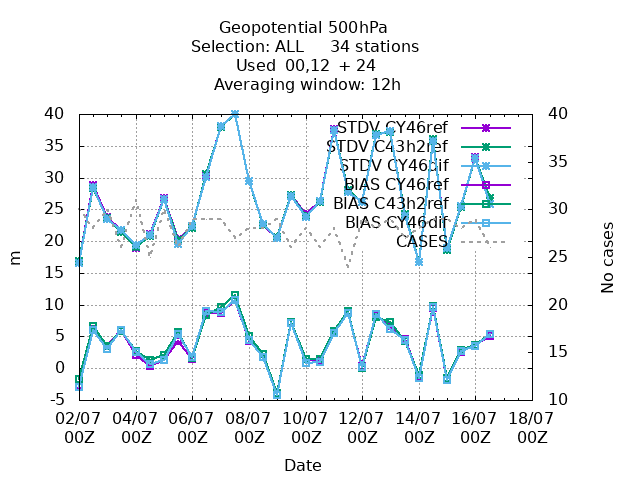 Geopotential 500hPa
Selection: ALL 34 stations
Used 00,12 + 24
Averaging window: 12h
40
35
30
25
20
15
10
5
0
-5
m
40
35
30
25
20
15
10
No cases
STDV CY46ref
STDV C43h2ref
STDV CY46dif
BIAS CY46ref
BIAS C43h2ref
BIAS CY46dif
CASES
02/07 04/07 06/07 08/07 10/07 12/07 14/07 16/07 18/07
00Z 00Z 00Z 00Z 00Z 00Z 00Z 00Z 00Z
Date